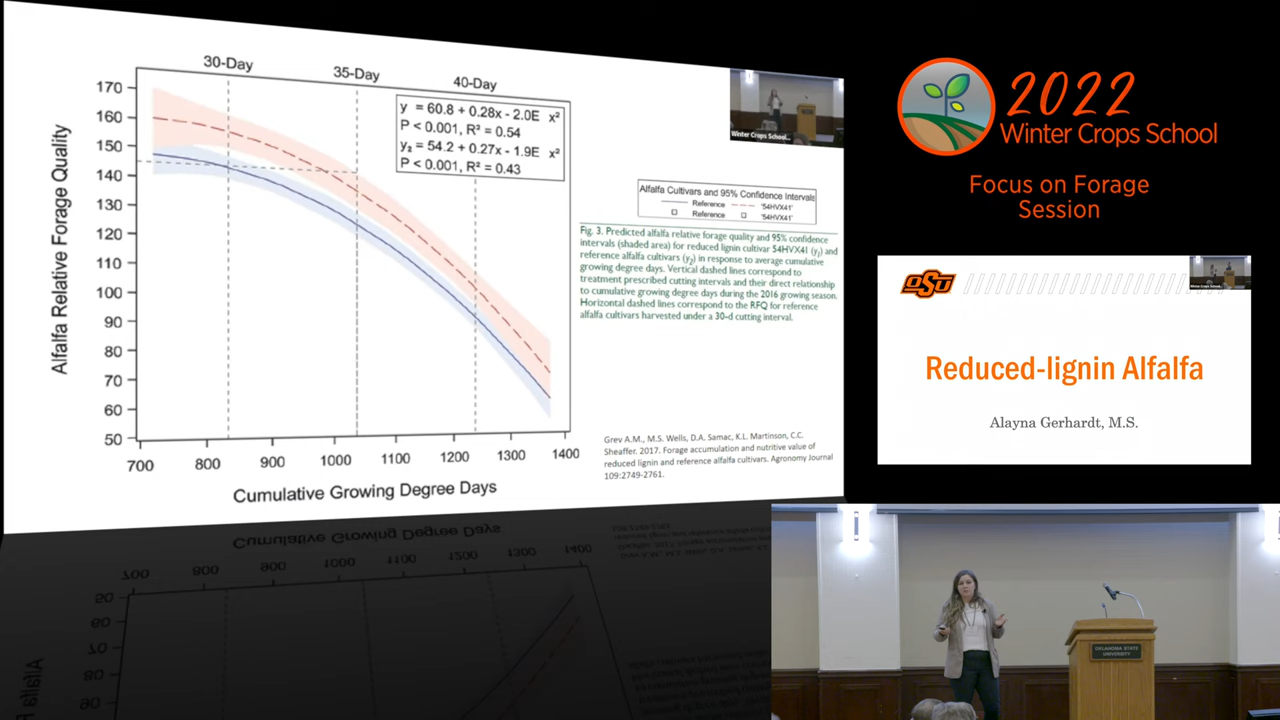 30-Day
35-Day
40-Day
170
160
150
140
130
120
110
100
90
80
70
60
50
Alfalfa Relative Forage Quality
y = 60.8 + 0.28x - 2.0E x²
P < 0.001, R² = 0.54
y₂ = 54.2 + 0.27x - 1.9E x²
P < 0.001, R² = 0.43
700 800 900 1000 1100 1200 1300 1400
Cumulative Growing Degree Days
Winter Crops School...
Alfalfa Cultivars and 95% Confidence Intervals
Reference '54HVX41'
Reference '54HVX41'
Fig. 3. Predicted alfalfa relative forage quality and 95% confidence
intervals (shaded area) for reduced lignin cultivar 54HVX41 (y₁) and
reference alfalfa cultivars (y₂) in response to average cumulative
growing degree days. Vertical dashed lines correspond to
treatment prescribed cutting intervals and their direct relationship
to cumulative growing degree days during the 2016 growing season.
Horizontal dashed lines correspond to the RFQ for reference
alfalfa cultivars harvested under a 30-d cutting interval.
Grev A.M., M.S. Wells, D.A. Samac, K.L. Martinson, C.C.
Sheaffer. 2017. Forage accumulation and nutritive value of
reduced lignin and reference alfalfa cultivars. Agronomy Journal
109:2749-2761.
2022
Winter Crops School
Focus on Forage
Session
OSU
Winter Crops School...
Reduced-lignin Alfalfa
Alayna Gerhardt, M.S.
OKLAHOMA STATE
UNIVERSITY